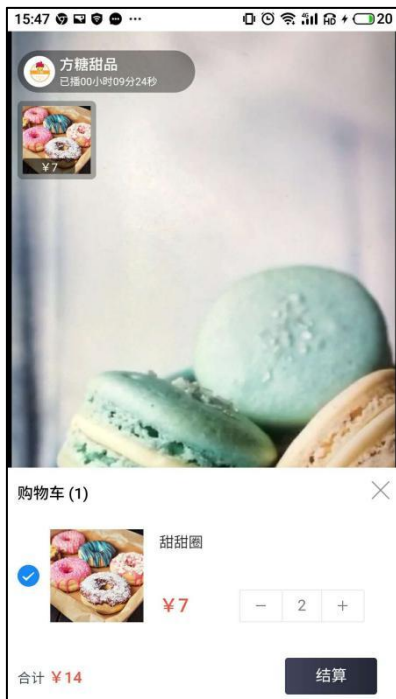 15:47 ... 20
方糖甜品
已播00小时09分24秒
¥7
购物车 (1)
甜甜圈
¥7
2
合计 ¥14
结算